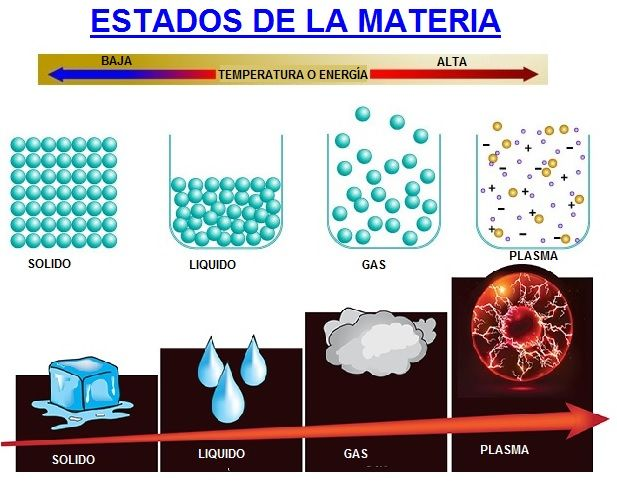 ESTADOS DE LA MATERIA
BAJA
ALTA
TEMPERATURA O ENERGÍA
SOLIDO
LIQUIDO
GAS
PLASMA
SOLIDO
LIQUIDO
GAS
PLASMA